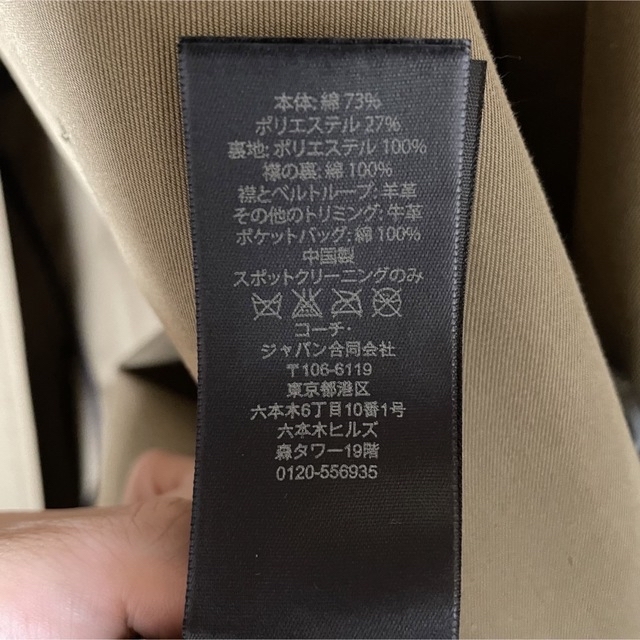 本体: 綿 73%
ポリエステル 27%
裏地: ポリエステル 100%
襟の裏: 綿 100%
襟とベルトループ: 羊革
その他のトリミング: 牛革
ポケットバッグ: 綿 100%
中国製
スポットクリーニングのみ
コーチ・
ジャパン合同会社
〒106-6119
東京都港区
六本木6丁目10番1号
六本木ヒルズ
森タワー19階
0120-556935